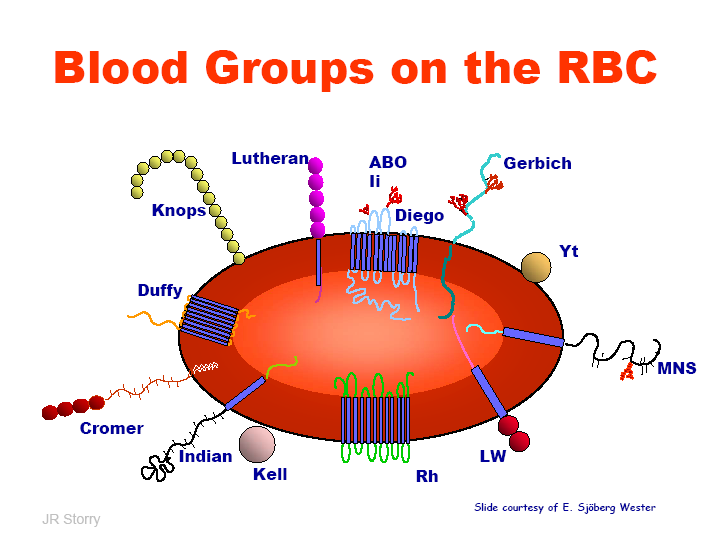 Blood Groups on the RBC
Lutheran
ABO
Ii
Gerbich
Knops
Diego
Yt
Duffy
MNS
Cromer
Indian
Kell
Rh
LW
Slide courtesy of E. Sjöberg Wester
JR Storry